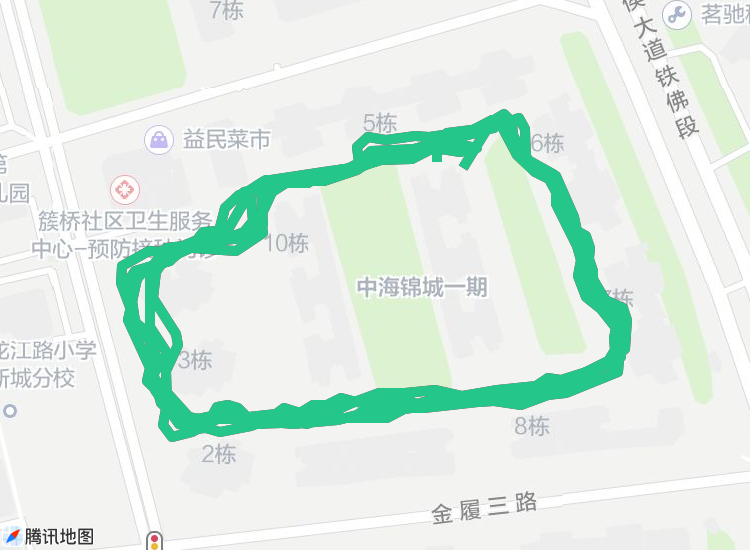 7栋
茗驰
大道铁佛段
5栋
益民菜市
6栋
儿园
簇桥社区卫生服务
中心-预防接种
10栋
中海锦城一期
7栋
龙江路小学
新城分校
3栋
2栋
8栋
金履三路
腾讯地图